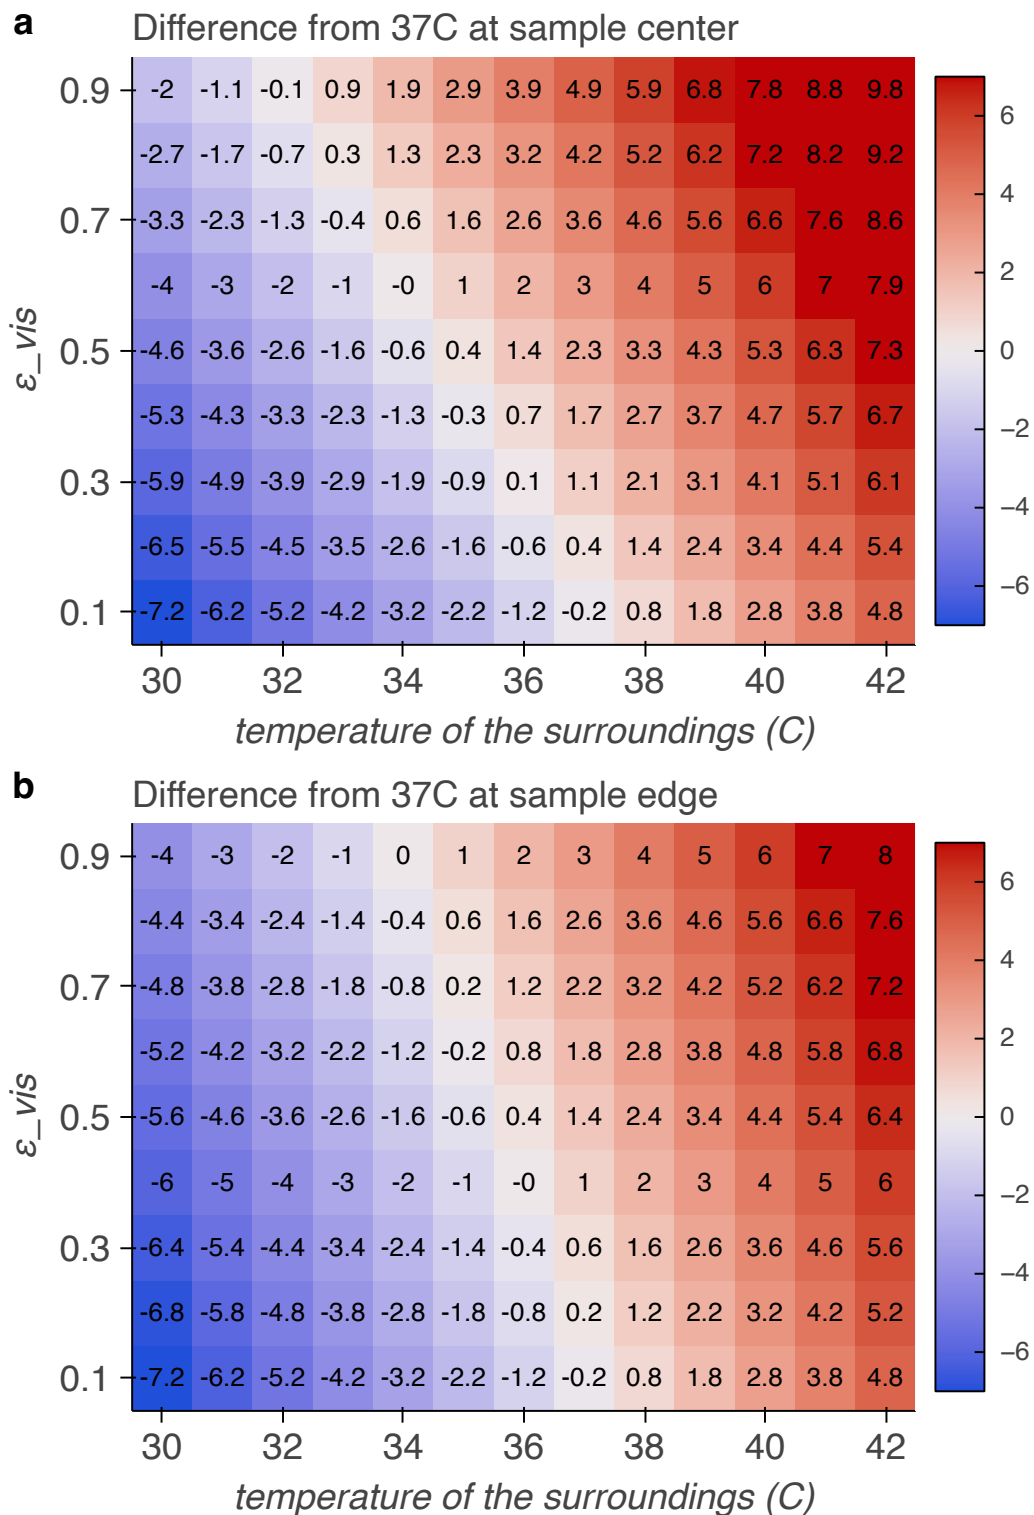 a
Difference from 37C at sample center
0.9 -2 -1.1 -0.1 0.9 1.9 2.9 3.9 4.9 5.9 6.8 7.8 8.8 9.8
-2.7 -1.7 -0.7 0.3 1.3 2.3 3.2 4.2 5.2 6.2 7.2 8.2 9.2
0.7 -3.3 -2.3 -1.3 -0.4 0.6 1.6 2.6 3.6 4.6 5.6 6.6 7.6 8.6
-4 -3 -2 -1 -0 1 2 3 4 5 6 7 7.9
0.5 -4.6 -3.6 -2.6 -1.6 -0.6 0.4 1.4 2.3 3.3 4.3 5.3 6.3 7.3
-5.3 -4.3 -3.3 -2.3 -1.3 -0.3 0.7 1.7 2.7 3.7 4.7 5.7 6.7
0.3 -5.9 -4.9 -3.9 -2.9 -1.9 -0.9 0.1 1.1 2.1 3.1 4.1 5.1 6.1
-6.5 -5.5 -4.5 -3.5 -2.6 -1.6 -0.6 0.4 1.4 2.4 3.4 4.4 5.4
0.1 -7.2 -6.2 -5.2 -4.2 -3.2 -2.2 -1.2 -0.2 0.8 1.8 2.8 3.8 4.8
30 32 34 36 38 40 42
temperature of the surroundings (C)
ε_vis
6
4
2
0
−2
−4
−6
b
Difference from 37C at sample edge
0.9 -4 -3 -2 -1 0 1 2 3 4 5 6 7 8
-4.4 -3.4 -2.4 -1.4 -0.4 0.6 1.6 2.6 3.6 4.6 5.6 6.6 7.6
0.7 -4.8 -3.8 -2.8 -1.8 -0.8 0.2 1.2 2.2 3.2 4.2 5.2 6.2 7.2
-5.2 -4.2 -3.2 -2.2 -1.2 -0.2 0.8 1.8 2.8 3.8 4.8 5.8 6.8
0.5 -5.6 -4.6 -3.6 -2.6 -1.6 -0.6 0.4 1.4 2.4 3.4 4.4 5.4 6.4
-6 -5 -4 -3 -2 -1 -0 1 2 3 4 5 6
0.3 -6.4 -5.4 -4.4 -3.4 -2.4 -1.4 -0.4 0.6 1.6 2.6 3.6 4.6 5.6
-6.8 -5.8 -4.8 -3.8 -2.8 -1.8 -0.8 0.2 1.2 2.2 3.2 4.2 5.2
0.1 -7.2 -6.2 -5.2 -4.2 -3.2 -2.2 -1.2 -0.2 0.8 1.8 2.8 3.8 4.8
30 32 34 36 38 40 42
temperature of the surroundings (C)
ε_vis
6
4
2
0
−2
−4
−6